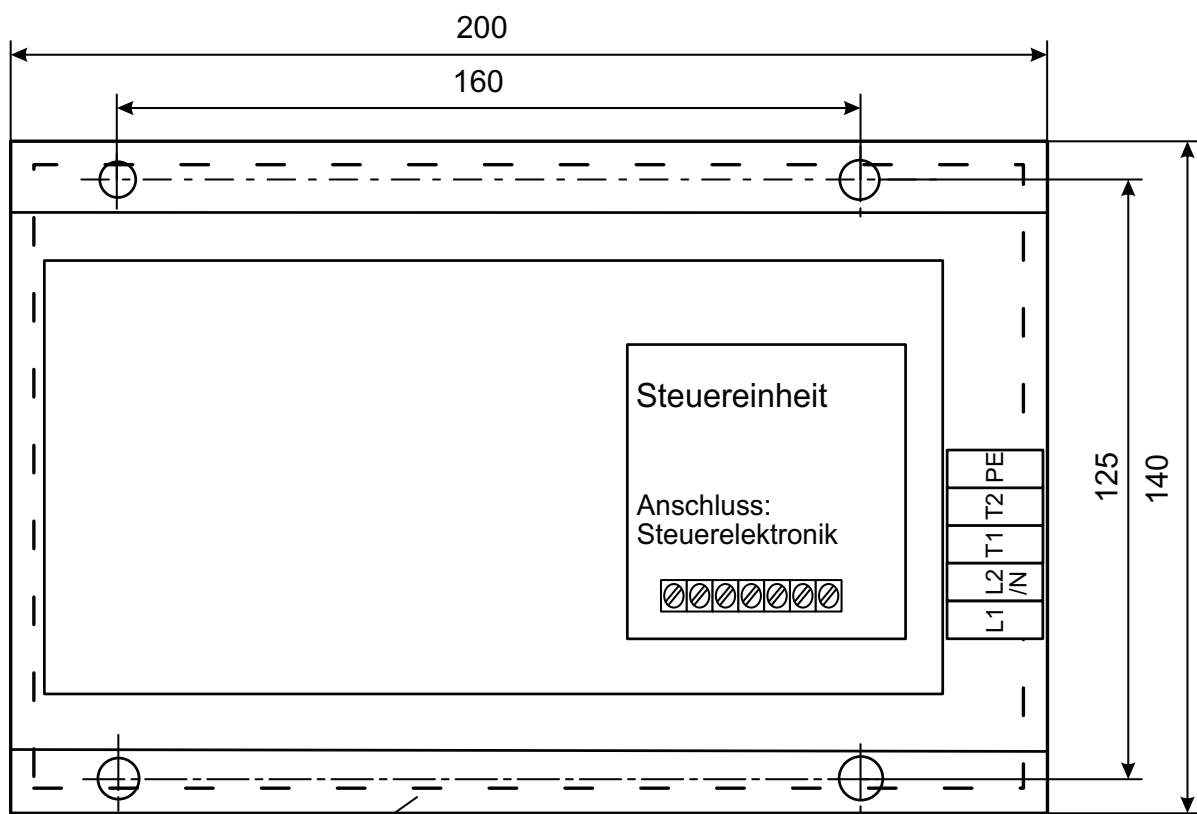 200
160
Steuereinheit
Anschluss:
Steuerelektronik
PE
T2
T1
L2
/N
L1
125
140